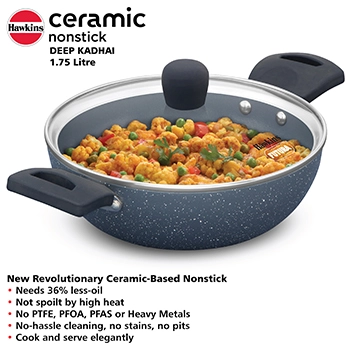 Hawkins
ceramic
nonstick
DEEP KADHAI
1.75 Litre
Hawkins
FUTURA
New Revolutionary Ceramic-Based Nonstick
• Needs 36% less-oil
• Not spoilt by high heat
• No PTFE, PFOA, PFAS or Heavy Metals
• No-hassle cleaning, no stains, no pits
• Cook and serve elegantly